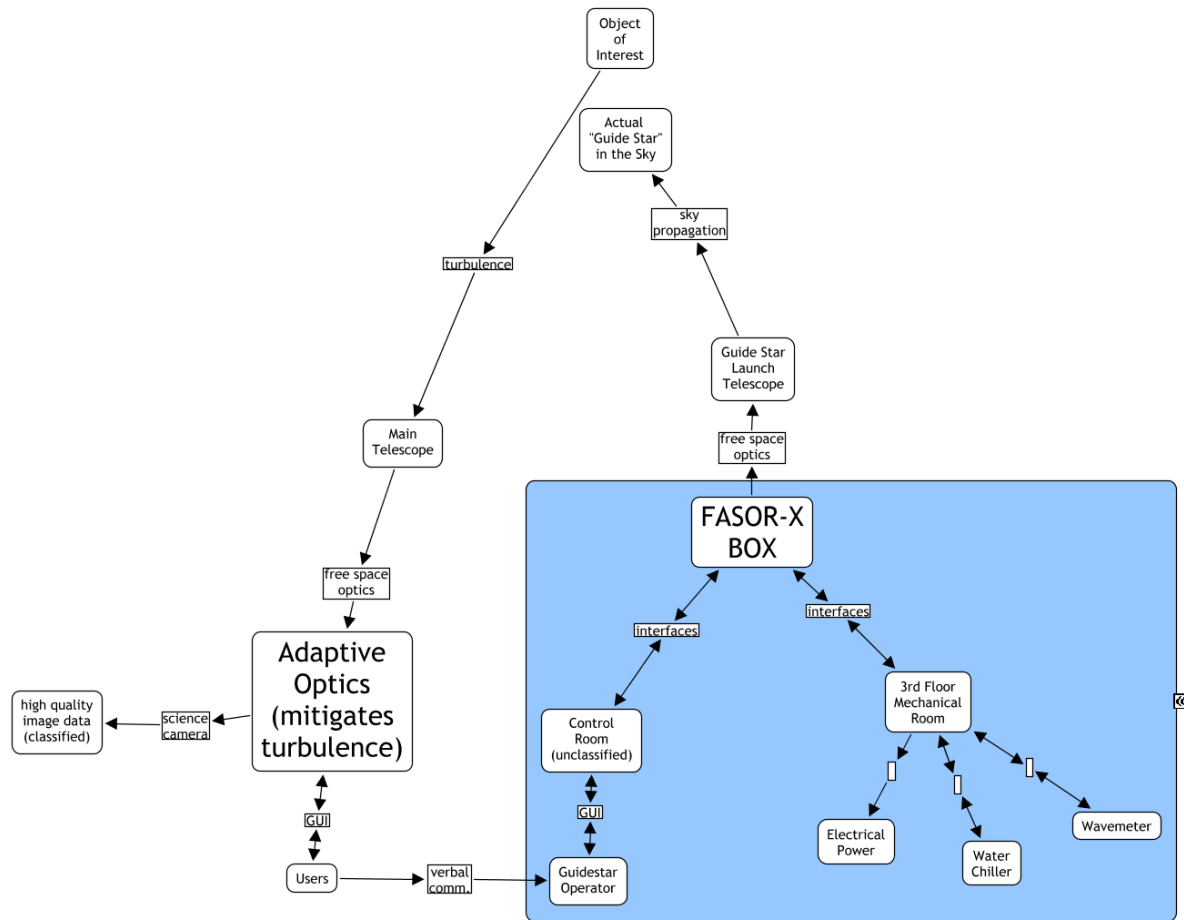 Object
of
Interest
Actual
"Guide Star"
in the Sky
sky
propagation
turbulence
Guide Star
Launch
Telescope
Main
Telescope
free space
optics
FASOR-X
BOX
free space
optics
interfaces
interfaces
Adaptive
Optics
(mitigates
turbulence)
3rd Floor
Mechanical
Room
high quality
image data
(classified)
science
camera
Control
Room
(unclassified)
GUI
GUI
Electrical
Power
Wavemeter
Water
Chiller
Users
verbal
comm.
Guidestar
Operator